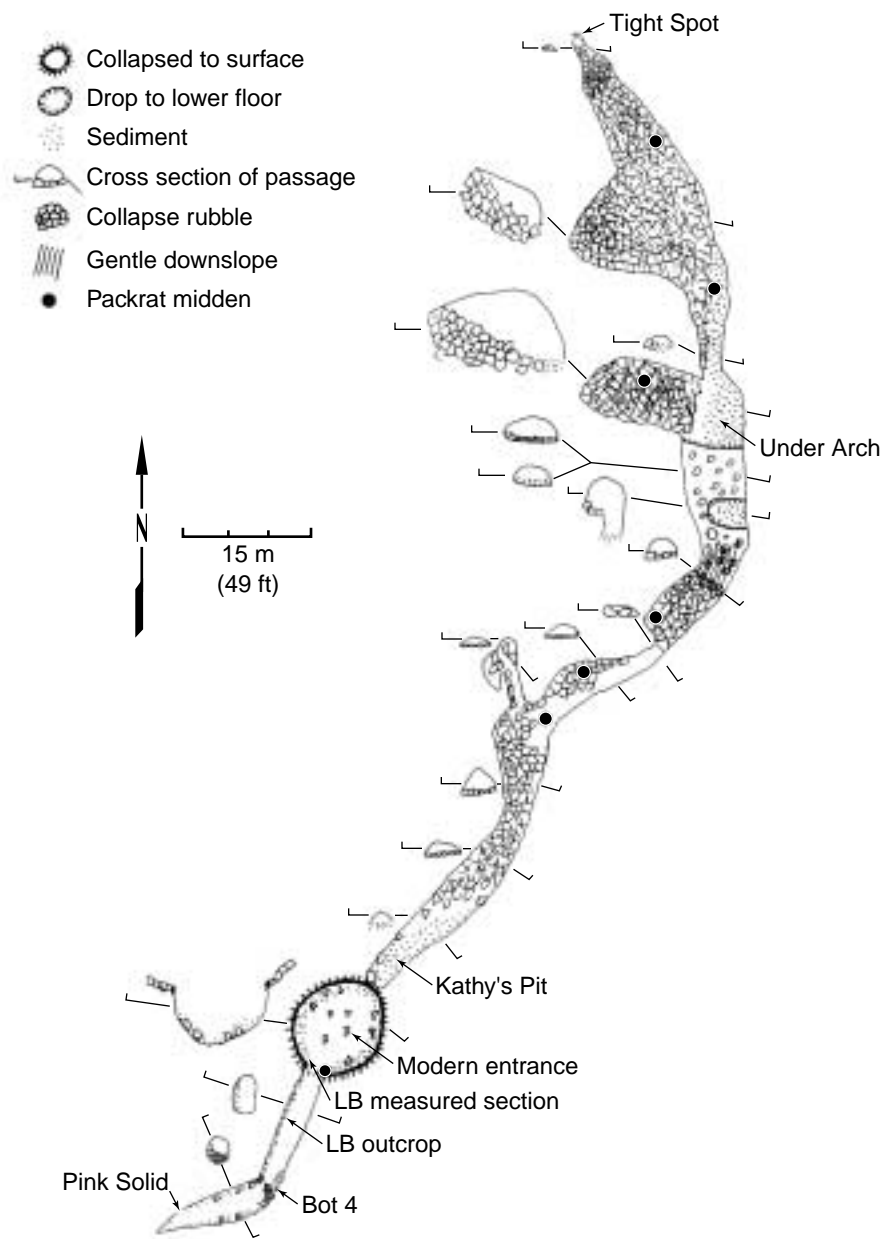 Tight Spot
Collapsed to surface
Drop to lower floor
Sediment
Cross section of passage
Collapse rubble
Gentle downslope
Packrat midden
Under Arch
N
15 m
(49 ft)
Kathy's Pit
Modern entrance
LB measured section
LB outcrop
Pink Solid
Bot 4